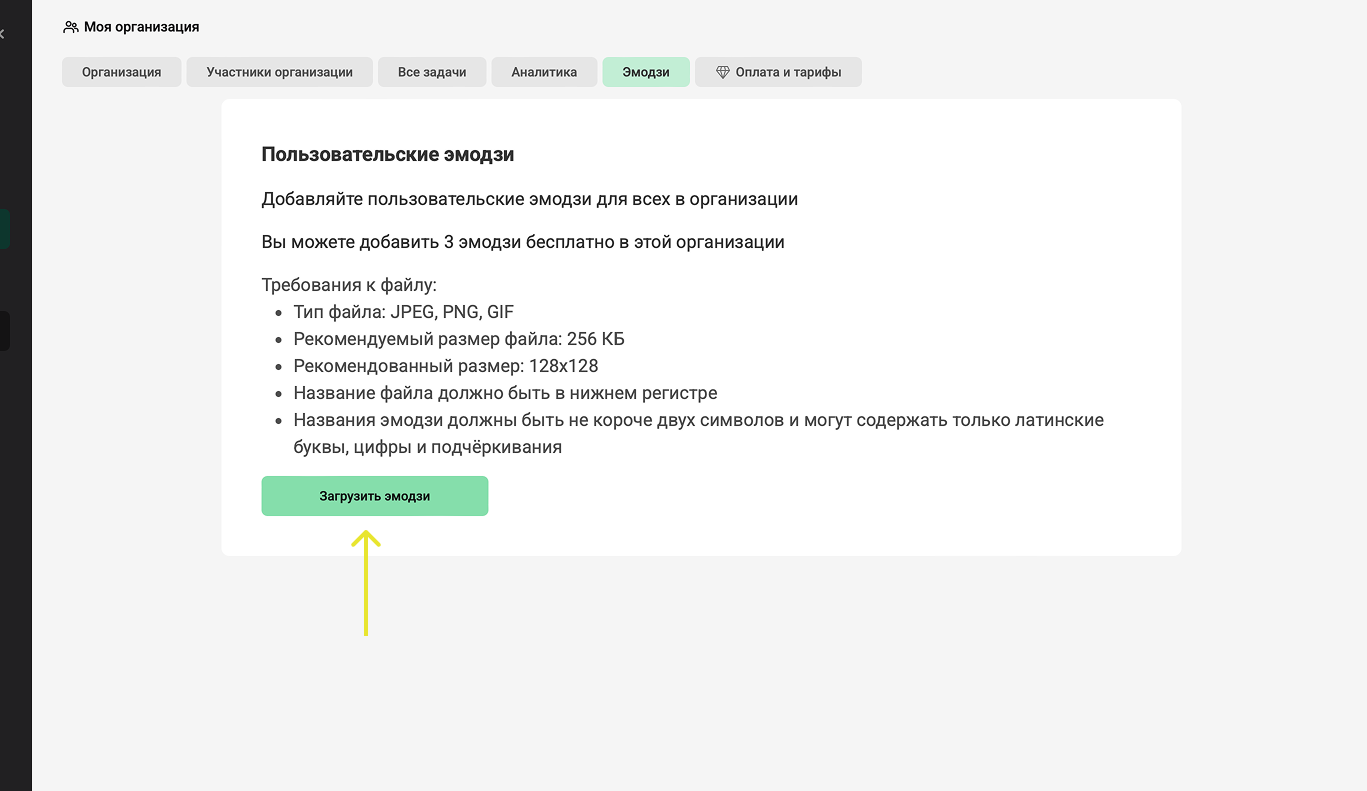 Моя организация
Организация
Участники организации
Все задачи
Аналитика
Эмодзи
Оплата и тарифы
Пользовательские эмодзи
Добавляйте пользовательские эмодзи для всех в организации
Вы можете добавить 3 эмодзи бесплатно в этой организации
Требования к файлу:
Тип файла: JPEG, PNG, GIF
Рекомендуемый размер файла: 256 КБ
Рекомендованный размер: 128x128
Название файла должно быть в нижнем регистре
Названия эмодзи должны быть не короче двух символов и могут содержать только латинские
буквы, цифры и подчёркивания
Загрузить эмодзи